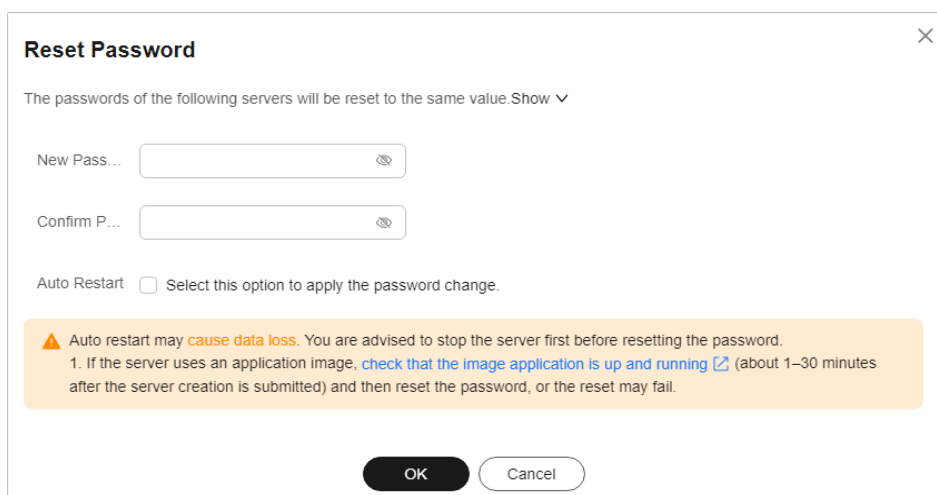 Reset Password
The passwords of the following servers will be reset to the same value.Show
New Pass...
Confirm P...
Auto Restart Select this option to apply the password change.
Auto restart may cause data loss. You are advised to stop the server first before resetting the password.
1. If the server uses an application image, check that the image application is up and running (about 1–30 minutes
after the server creation is submitted) and then reset the password, or the reset may fail.
OK Cancel